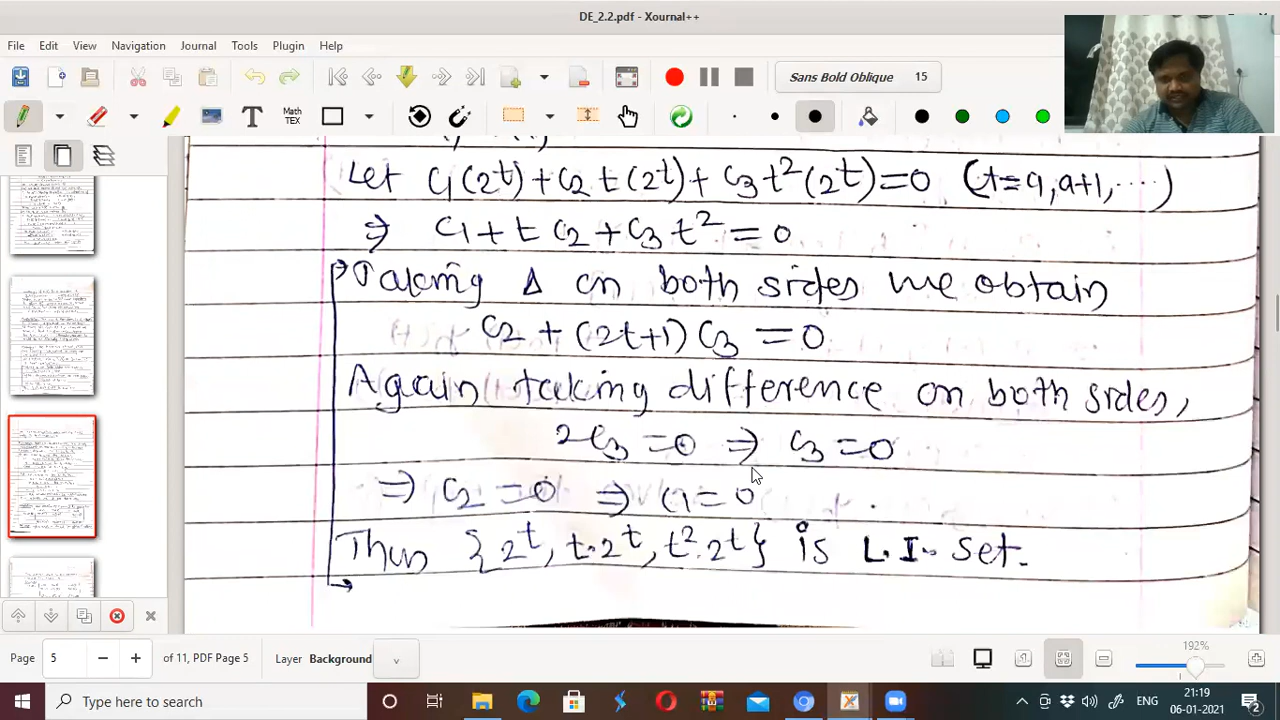 DE_2.2.pdf - Xournal++
File Edit View Navigation Journal Tools Plugin Help
Sans Bold Oblique 15
Math
TEX
Let C1(2^t) + C2 t(2^t) + C3 t^2(2^t) = 0 (t = a, a+1, ....)
⇒ C1 + t C2 + C3 t^2 = 0
Taking Δ on both sides we obtain
C2 + (2t+1) C3 = 0
Again taking difference on both sides,
2C3 = 0 ⇒ C3 = 0
⇒ C2 = 0 ⇒ C1 = 0
Thus {2^t, t.2^t, t^2.2^t} is L.I. set.
Page 5 of 11, PDF Page 5 Layer Background 192%
Type here to search
ENG 21:19
06-01-2021
2